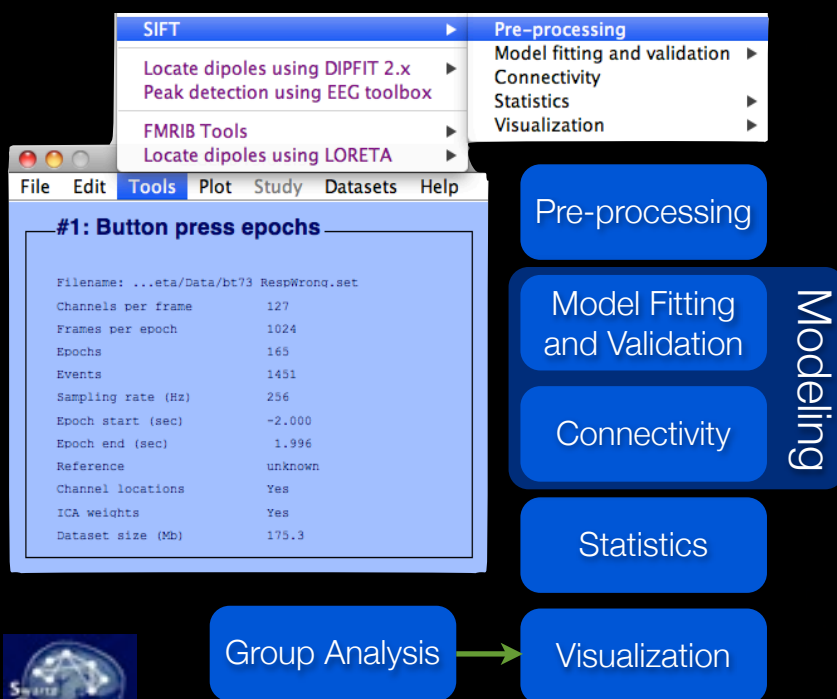 SIFT
Pre-processing
Model fitting and validation
Connectivity
Statistics
Visualization
Locate dipoles using DIPFIT 2.x
Peak detection using EEG toolbox
FMRIB Tools
Locate dipoles using LORETA
File Edit Tools Plot Study Datasets Help
#1: Button press epochs
Filename: ...eta/Data/bt73 RespWrong.set
Channels per frame 127
Frames per epoch 1024
Epochs 165
Events 1451
Sampling rate (Hz) 256
Epoch start (sec) -2.000
Epoch end (sec) 1.996
Reference unknown
Channel locations Yes
ICA weights Yes
Dataset size (Mb) 175.3
Pre-processing
Model Fitting
and Validation
Connectivity
Modeling
Statistics
Group Analysis
Visualization
Swartz